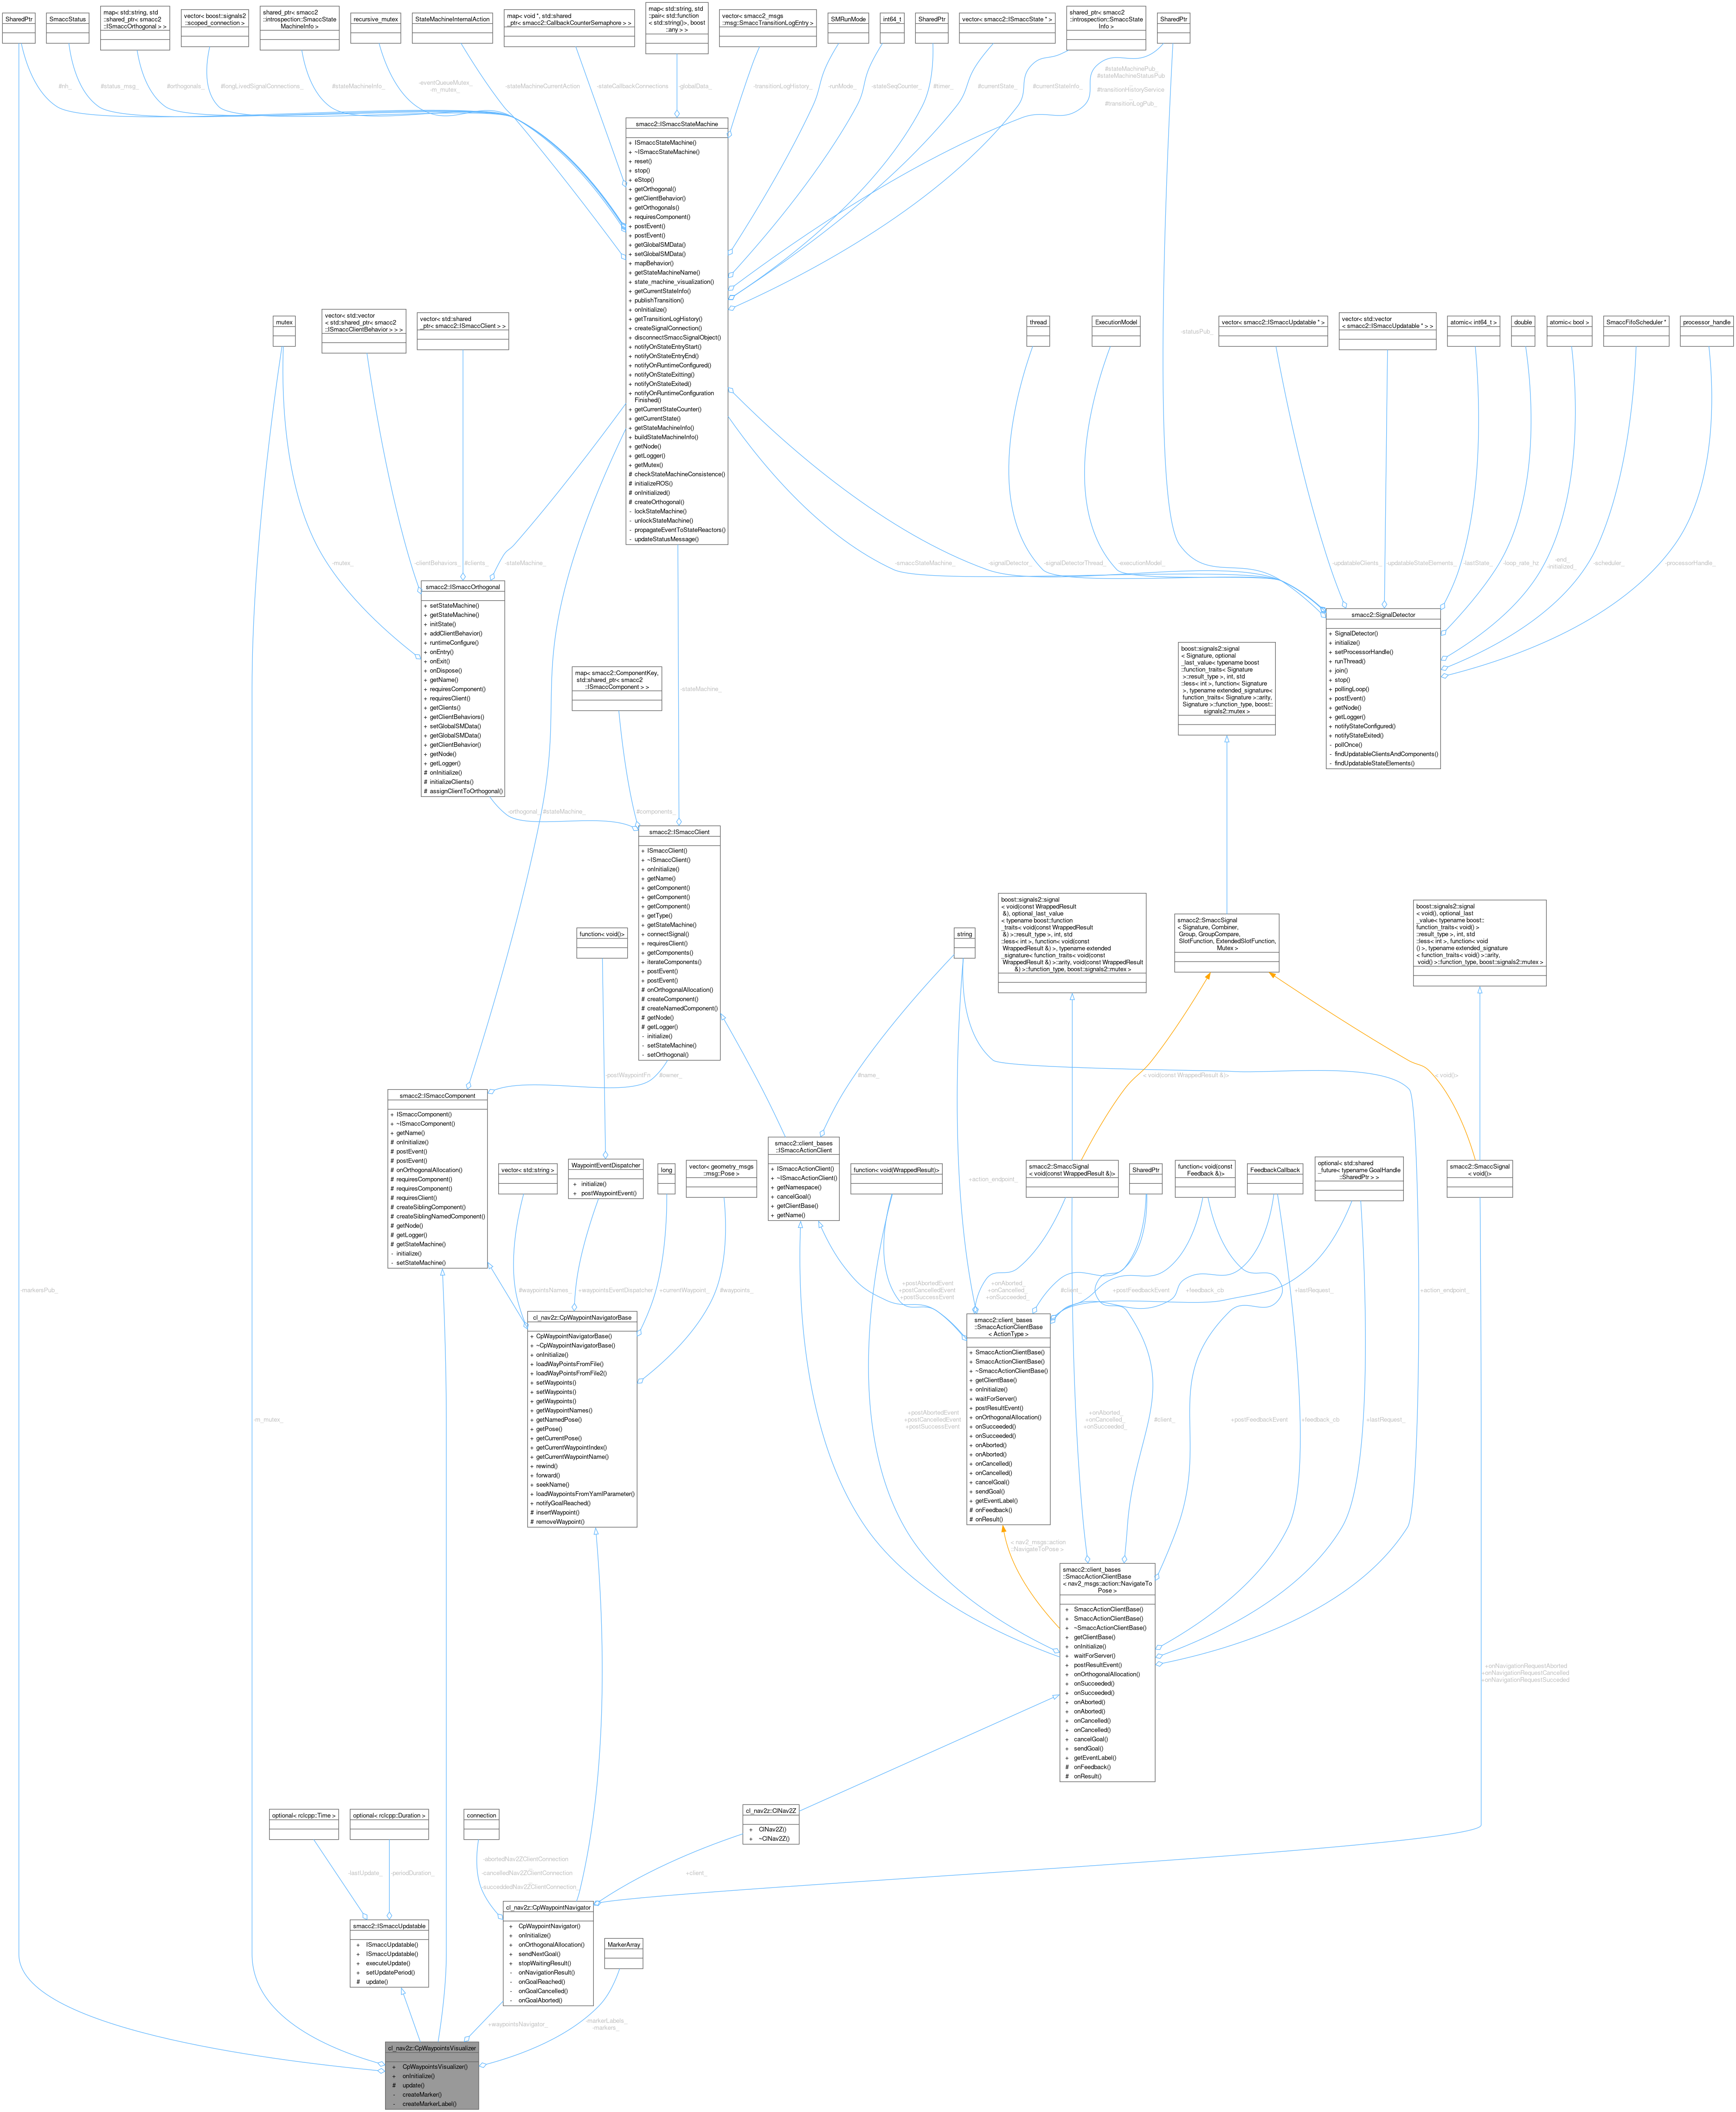 SharedPtr
SmaccStatus
map< std::string, std
::shared_ptr< smacc2
::ISmaccOrthogonal > >
vector< boost::signals2
::scoped_connection >
shared_ptr< smacc2
::introspection::SmaccState
MachineInfo >
recursive_mutex
StateMachineInternalAction
map< void *, std::shared
_ptr< smacc2::CallbackCounterSemaphore > >
map< std::string, std
::pair< std::function
< std::string()>, boost
::any > >
vector< smacc2_msgs
::msg::SmaccTransitionLogEntry >
SMRunMode
int64_t
SharedPtr
vector< smacc2::ISmaccState * >
shared_ptr< smacc2
::introspection::SmaccState
Info >
SharedPtr
#nh_
#status_msg_
#orthogonals_
#longLivedSignalConnections_
#stateMachineInfo_
-eventQueueMutex_
-m_mutex_
-stateMachineCurrentAction
-stateCallbackConnections
-globalData_
-transitionLogHistory_
-runMode_
-stateSeqCounter_
#timer_
#currentState_
#currentStateInfo_
#stateMachinePub_
#stateMachineStatusPub_
#transitionHistoryService_
#transitionLogPub_
smacc2::ISmaccStateMachine
+ ISmaccStateMachine()
+ ~ISmaccStateMachine()
+ reset()
+ stop()
+ eStop()
+ getOrthogonal()
+ getClientBehavior()
+ getOrthogonals()
+ requiresComponent()
+ postEvent()
+ postEvent()
+ getGlobalSMData()
+ setGlobalSMData()
+ mapBehavior()
+ getStateMachineName()
+ state_machine_visualization()
+ getCurrentStateInfo()
+ publishTransition()
+ onInitialize()
+ getTransitionLogHistory()
+ createSignalConnection()
+ disconnectSmaccSignalObject()
+ notifyOnStateEntryStart()
+ notifyOnStateEntryEnd()
+ notifyOnRuntimeConfigured()
+ notifyOnStateExitting()
+ notifyOnStateExited()
+ notifyOnRuntimeConfiguration
Finished()
+ getCurrentStateCounter()
+ getCurrentState()
+ getStateMachineInfo()
+ buildStateMachineInfo()
+ getNode()
+ getLogger()
+ getMutex()
# checkStateMachineConsistence()
# initializeROS()
# onInitialized()
# createOrthogonal()
- lockStateMachine()
- unlockStateMachine()
- propagateEventToStateReactors()
- updateStatusMessage()
mutex
vector< std::vector
< std::shared_ptr< smacc2
::ISmaccClientBehavior > > >
vector< std::shared
_ptr< smacc2::ISmaccClient > >
thread
ExecutionModel
-statusPub_
vector< smacc2::ISmaccUpdatable * >
vector< std::vector
< smacc2::ISmaccUpdatable * > >
atomic< int64_t >
double
atomic< bool >
SmaccFifoScheduler *
processor_handle
-mutex_
-clientBehaviors_
#clients_
-stateMachine_
-smaccStateMachine_
-signalDetector_
-signalDetectorThread_
-executionModel_
-updatableClients_
-updatableStateElements_
-lastState_
-loop_rate_hz
-end_
-initialized_
-scheduler_
-processorHandle_
smacc2::ISmaccOrthogonal
+ setStateMachine()
+ getStateMachine()
+ initState()
+ addClientBehavior()
+ runtimeConfigure()
+ onEntry()
+ onExit()
+ onDispose()
+ getName()
+ requiresComponent()
+ requiresClient()
+ getClients()
+ getClientBehaviors()
+ setGlobalSMData()
+ getGlobalSMData()
+ getClientBehavior()
+ getNode()
+ getLogger()
# onInitialize()
# initializeClients()
# assignClientToOrthogonal()
smacc2::SignalDetector
+ SignalDetector()
+ initialize()
+ setProcessorHandle()
+ runThread()
+ join()
+ stop()
+ pollingLoop()
+ postEvent()
+ getNode()
+ getLogger()
+ notifyStateConfigured()
+ notifyStateExited()
- pollOnce()
- findUpdatableClientsAndComponents()
- findUpdatableStateElements()
map< smacc2::ComponentKey,
std::shared_ptr< smacc2
::ISmaccComponent > >
-stateMachine_
boost::signals2::signal
< Signature, optional
_last_value< typename boost
::function_traits< Signature
>::result_type >, int, std
::less< int >, function< Signature
>, typename extended_signature<
function_traits< Signature >::arity,
Signature >::function_type, boost::
signals2::mutex >
-orthogonal_
#stateMachine_
#components_
smacc2::ISmaccClient
+ ISmaccClient()
+ ~ISmaccClient()
+ onInitialize()
+ getName()
+ getComponent()
+ getComponent()
+ getComponent()
+ getType()
+ getStateMachine()
+ connectSignal()
+ requiresClient()
+ getComponents()
+ iterateComponents()
+ postEvent()
+ postEvent()
# onOrthogonalAllocation()
# createComponent()
# createNamedComponent()
# getNode()
# getLogger()
- initialize()
- setStateMachine()
- setOrthogonal()
function< void()>
string
boost::signals2::signal
< void(const WrappedResult
&), optional_last_value
< typename boost::function
_traits< void(const WrappedResult
&) >::result_type >, int, std
::less< int >, function< void(const
WrappedResult &) >, typename extended
_signature< function_traits< void(const
WrappedResult &) >::arity, void(const WrappedResult
&) >::function_type, boost::signals2::mutex >
smacc2::SmaccSignal
< Signature, Combiner,
Group, GroupCompare,
SlotFunction, ExtendedSlotFunction,
Mutex >
boost::signals2::signal
< void(), optional_last
_value< typename boost::
function_traits< void() >
::result_type >, int, std
::less< int >, function< void
() >, typename extended_signature
< function_traits< void() >::arity,
void() >::function_type, boost::signals2::mutex >
-postWaypointFn
#owner_
#name_
< void(const WrappedResult &)>
< void()>
smacc2::ISmaccComponent
+ ISmaccComponent()
+ ~ISmaccComponent()
+ getName()
# onInitialize()
# postEvent()
# postEvent()
# onOrthogonalAllocation()
# requiresComponent()
# requiresComponent()
# requiresClient()
# createSiblingComponent()
# createSiblingNamedComponent()
# getNode()
# getLogger()
# getStateMachine()
- initialize()
- setStateMachine()
vector< std::string >
WaypointEventDispatcher
+ initialize()
+ postWaypointEvent()
long
vector< geometry_msgs
::msg::Pose >
smacc2::client_bases
::ISmaccActionClient
+ ISmaccActionClient()
+ ~ISmaccActionClient()
+ getNamespace()
+ cancelGoal()
+ getClientBase()
+ getName()
function< void(WrappedResult)>
+action_endpoint_
smacc2::SmaccSignal
< void(const WrappedResult &)>
SharedPtr
function< void(const
Feedback &)>
FeedbackCallback
optional< std::shared
_future< typename GoalHandle
::SharedPtr > >
smacc2::SmaccSignal
< void()>
-markersPub_
#waypointsNames_
+waypointsEventDispatcher
+currentWaypoint_
#waypoints_
+postAbortedEvent
+postCancelledEvent
+postSuccessEvent
+onAborted_
+onCancelled_
+onSucceeded_
#client_
+postFeedbackEvent
+feedback_cb
+lastRequest_
+action_endpoint_
cl_nav2z::CpWaypointNavigatorBase
+ CpWaypointNavigatorBase()
+ ~CpWaypointNavigatorBase()
+ onInitialize()
+ loadWayPointsFromFile()
+ loadWayPointsFromFile2()
+ setWaypoints()
+ setWaypoints()
+ getWaypoints()
+ getWaypointNames()
+ getNamedPose()
+ getPose()
+ getCurrentPose()
+ getCurrentWaypointIndex()
+ getCurrentWaypointName()
+ rewind()
+ forward()
+ seekName()
+ loadWaypointsFromYamlParameter()
+ notifyGoalReached()
# insertWaypoint()
# removeWaypoint()
smacc2::client_bases
::SmaccActionClientBase
< ActionType >
+ SmaccActionClientBase()
+ SmaccActionClientBase()
+ ~SmaccActionClientBase()
+ getClientBase()
+ onInitialize()
+ waitForServer()
+ postResultEvent()
+ onOrthogonalAllocation()
+ onSucceeded()
+ onSucceeded()
+ onAborted()
+ onAborted()
+ onCancelled()
+ onCancelled()
+ cancelGoal()
+ sendGoal()
+ getEventLabel()
# onFeedback()
# onResult()
-m_mutex_
+postAbortedEvent
+postCancelledEvent
+postSuccessEvent
+onAborted_
+onCancelled_
+onSucceeded_
#client_
+postFeedbackEvent
+feedback_cb
+lastRequest_
< nav2_msgs::action
::NavigateToPose >
smacc2::client_bases
::SmaccActionClientBase
< nav2_msgs::action::NavigateTo
Pose >
+ SmaccActionClientBase()
+ SmaccActionClientBase()
+ ~SmaccActionClientBase()
+ getClientBase()
+ onInitialize()
+ waitForServer()
+ postResultEvent()
+ onOrthogonalAllocation()
+ onSucceeded()
+ onSucceeded()
+ onAborted()
+ onAborted()
+ onCancelled()
+ onCancelled()
+ cancelGoal()
+ sendGoal()
+ getEventLabel()
# onFeedback()
# onResult()
+onNavigationRequestAborted
+onNavigationRequestCancelled
+onNavigationRequestSucceded
optional< rclcpp::Time >
optional< rclcpp::Duration >
connection
cl_nav2z::ClNav2Z
+ ClNav2Z()
+ ~ClNav2Z()
-lastUpdate_
-periodDuration_
-abortedNav2ZClientConnection_
-cancelledNav2ZClientConnection_
-succeddedNav2ZClientConnection_
+client_
smacc2::ISmaccUpdatable
+ ISmaccUpdatable()
+ ISmaccUpdatable()
+ executeUpdate()
+ setUpdatePeriod()
# update()
cl_nav2z::CpWaypointNavigator
+ CpWaypointNavigator()
+ onInitialize()
+ onOrthogonalAllocation()
+ sendNextGoal()
+ stopWaitingResult()
- onNavigationResult()
- onGoalReached()
- onGoalCancelled()
- onGoalAborted()
MarkerArray
+waypointsNavigator_
-markerLabels_
-markers_
cl_nav2z::CpWaypointsVisualizer
+ CpWaypointsVisualizer()
+ onInitialize()
# update()
- createMarker()
- createMarkerLabel()